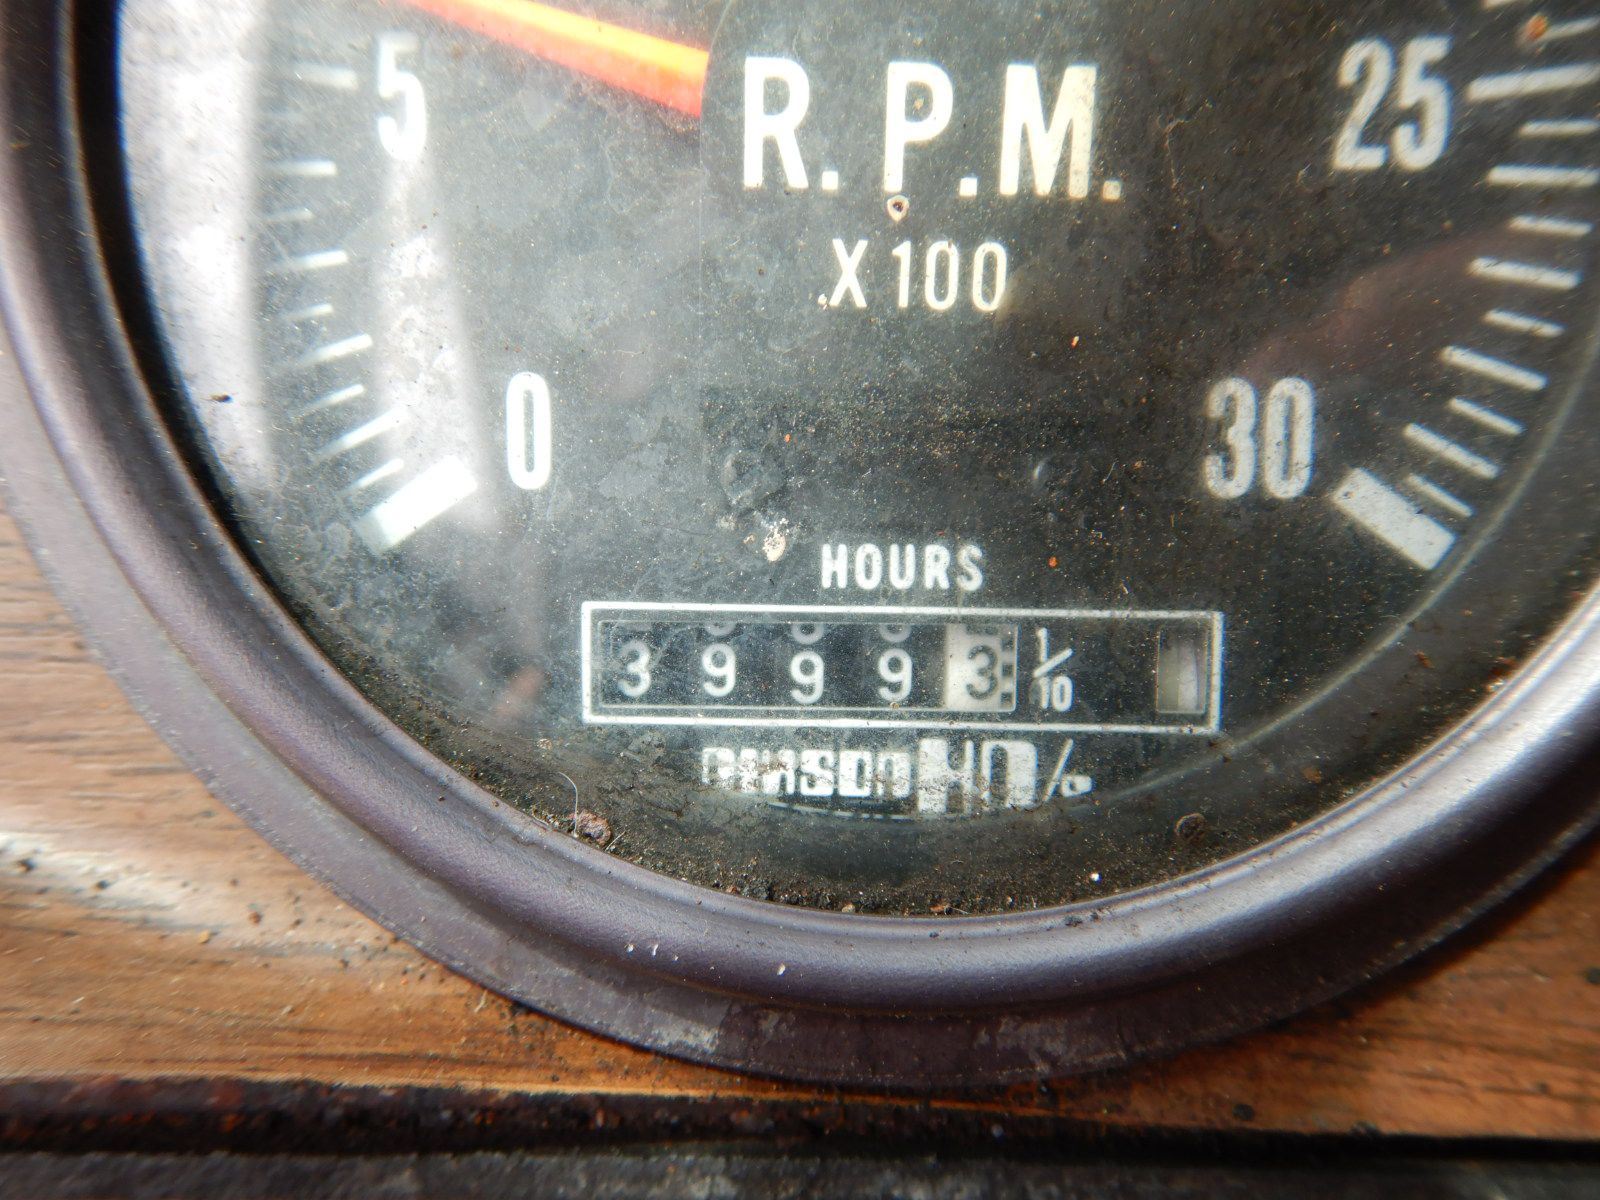 5 R.P.M. 25
X100
0 30
HOURS
3 9 9 9 3 1/10
HD